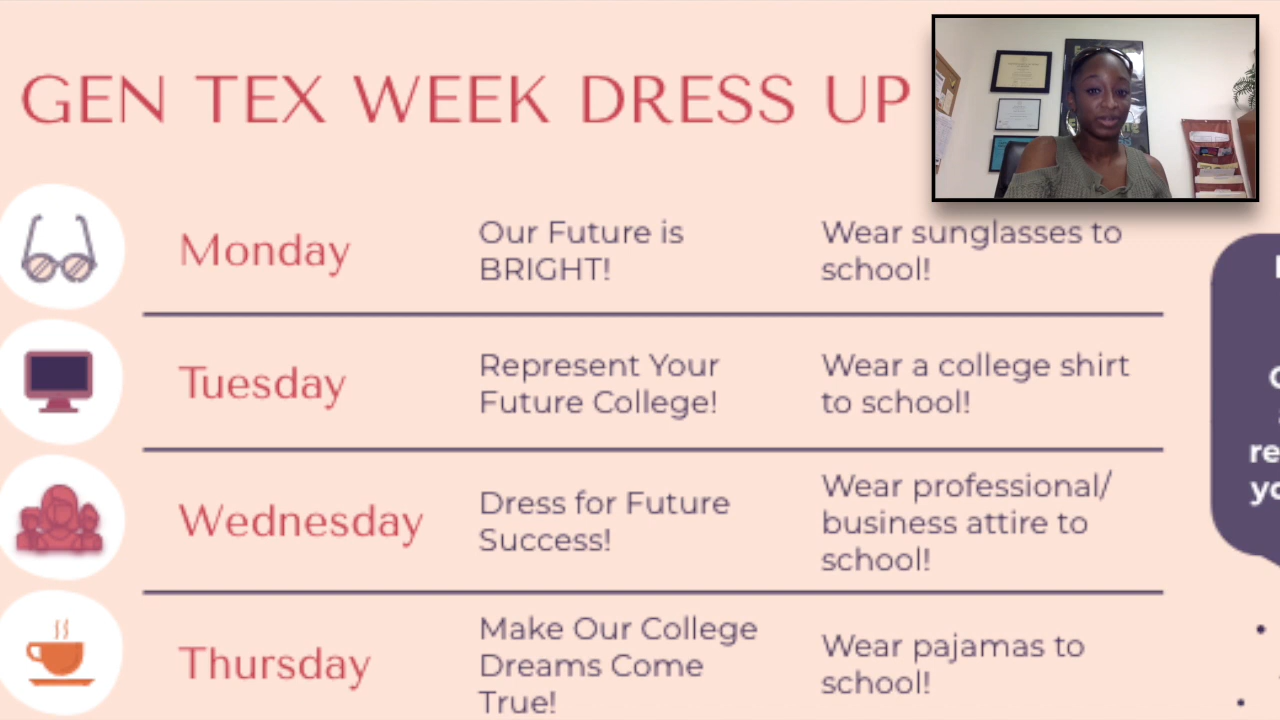 GEN TEX WEEK DRESS UP
Monday
Our Future is
BRIGHT!
Wear sunglasses to
school!
Tuesday
Represent Your
Future College!
Wear a college shirt
to school!
Wednesday
Dress for Future
Success!
Wear professional/
business attire to
school!
Thursday
Make Our College
Dreams Come
True!
Wear pajamas to
school!